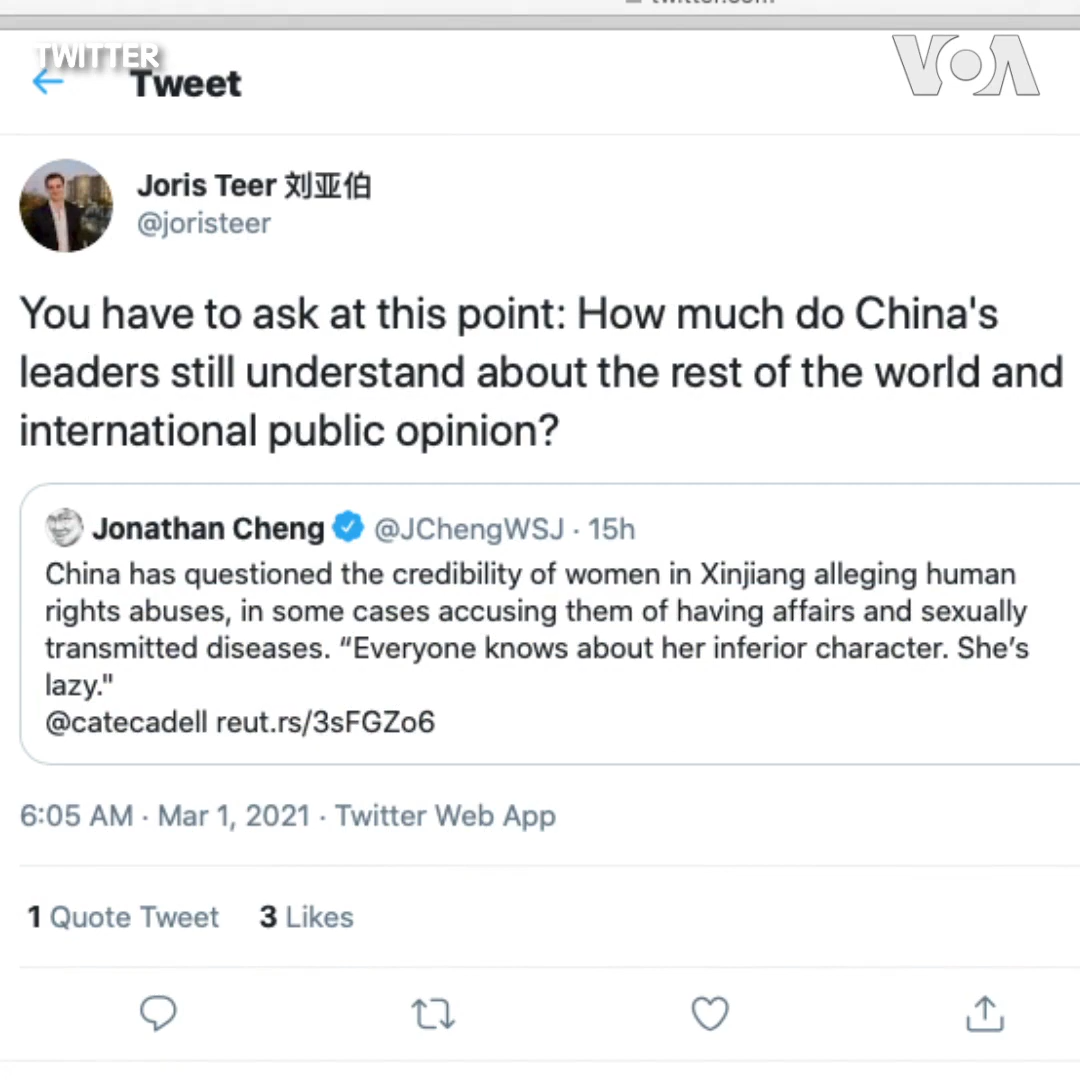 TWITTER
VOA
Tweet
Joris Teer 刘亚伯
@joristeer
You have to ask at this point: How much do China's
leaders still understand about the rest of the world and
international public opinion?
Jonathan Cheng @JChengWSJ · 15h
China has questioned the credibility of women in Xinjiang alleging human
rights abuses, in some cases accusing them of having affairs and sexually
transmitted diseases. “Everyone knows about her inferior character. She’s
lazy."
@catecadell reut.rs/3sFGZo6
6:05 AM · Mar 1, 2021 · Twitter Web App
1 Quote Tweet 3 Likes